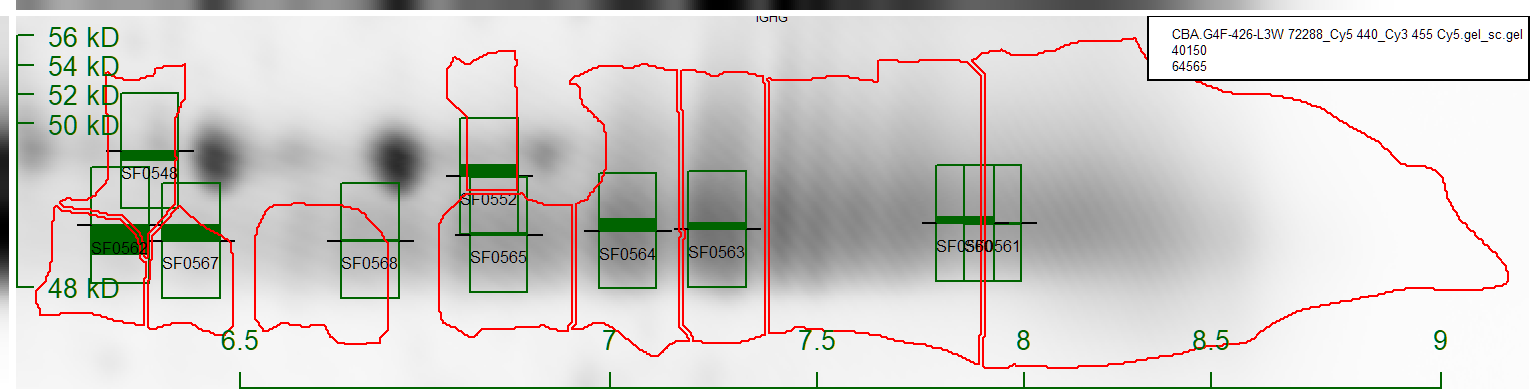 IGHG
CBA.G4F-426-L3W 72288_Cy5 440_Cy3 455 Cy5.gel_sc.gel
40150
64565
56 kD
54 kD
52 kD
50 kD
48 kD
SF0548
SF0552
SF0562
SF0567
SF0568
SF0565
SF0564
SF0563
SF0560
SF0561
6.5
7
7.5
8
8.5
9